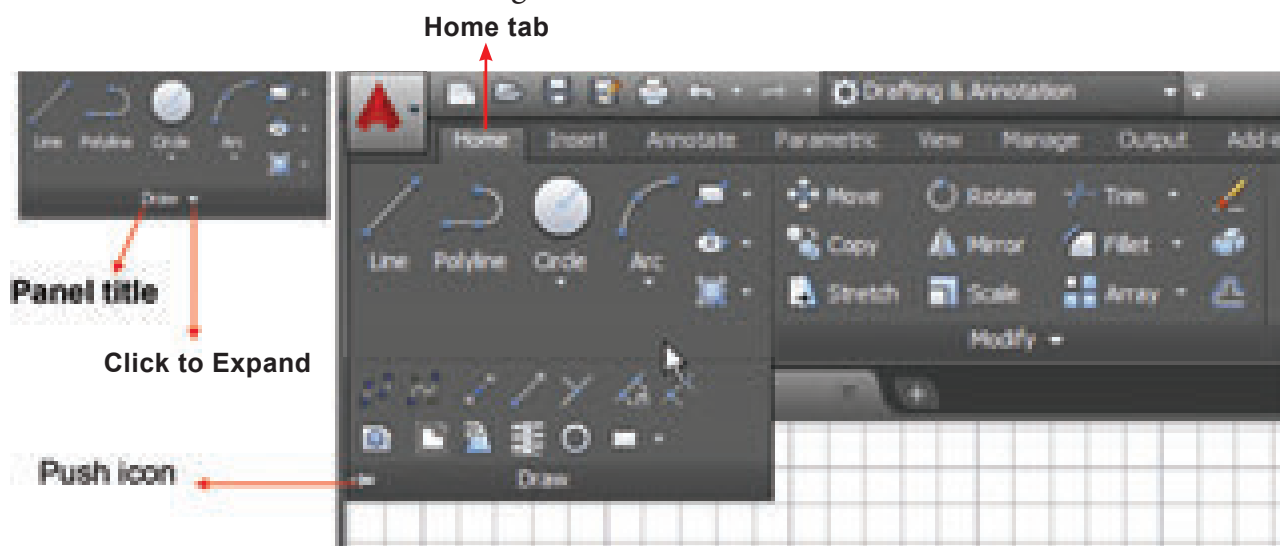 Home tab
Drafting & Annotation
Home Insert Annotate Parametric View Manage Output Add-
Line Polyline Circle Arc
Draw
Panel title
Click to Expand
Push icon
Line Polyline Circle Arc
Draw
Move Rotate Trim
Copy Mirror Fillet
Stretch Scale Array
Modify